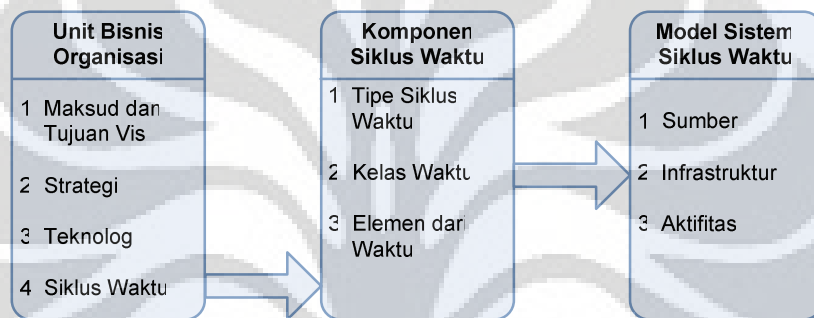 Unit Bisnis
Organisasi
1 Maksud dan
Tujuan Vis
2 Strategi
3 Teknolog
4 Siklus Waktu
Komponen
Siklus Waktu
1 Tipe Siklus
Waktu
2 Kelas Waktu
3 Elemen dari
Waktu
Model Sistem
Siklus Waktu
1 Sumber
2 Infrastruktur
3 Aktifitas